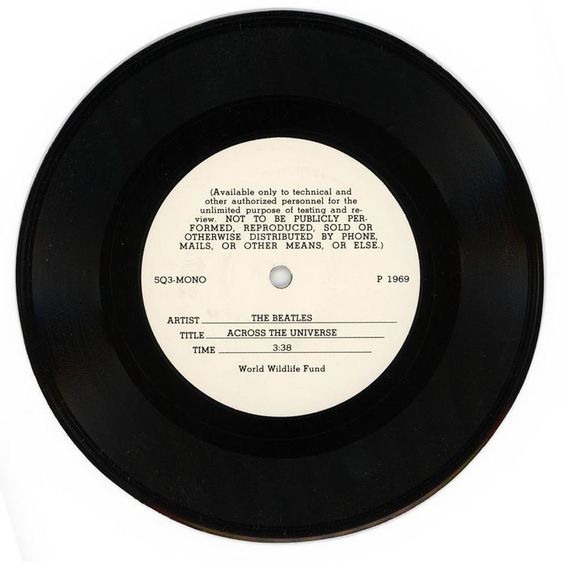 (Available only to technical and
other authorized personnel for the
unlimited purpose of testing and re-
view. NOT TO BE PUBLICLY PER-
FORMED, REPRODUCED, SOLD OR
OTHERWISE DISTRIBUTED BY PHONE,
MAILS, OR OTHER MEANS, OR ELSE.)
5Q3-MONO P 1969
ARTIST THE BEATLES
TITLE ACROSS THE UNIVERSE
TIME 3:38
World Wildlife Fund